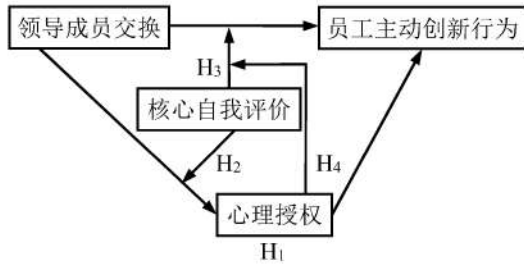 领导成员交换
员工主动创新行为
H3
核心自我评价
H2
H4
心理授权
H1